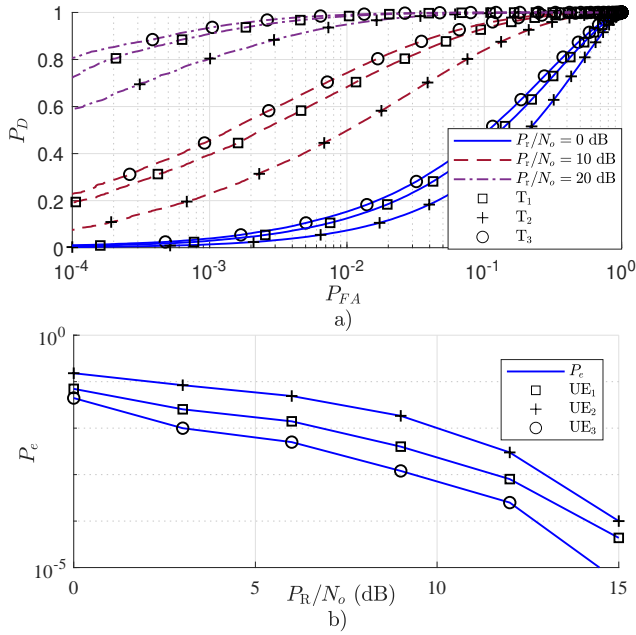 1
0.8
0.6
0.4
0.2
0
P_D
10^-4
10^-3
10^-2
10^-1
10^0
P_FA
P_r/N_o = 0 dB
P_r/N_o = 10 dB
P_r/N_o = 20 dB
T_1
T_2
T_3
a)
10^0
10^-5
P_e
P_e
UE_1
UE_2
UE_3
0
5
10
15
P_R/N_o (dB)
b)